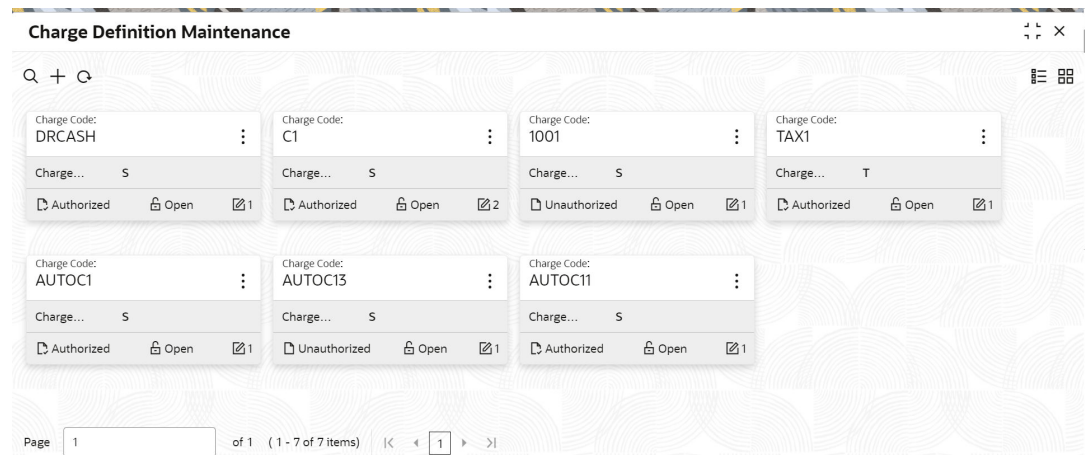 Charge Definition Maintenance
Charge Code: Charge Code: Charge Code: Charge Code:
DRCASH C1 1001 TAX1
Charge... S Charge... S Charge... S Charge... T
Authorized Open 1 Authorized Open 2 Unauthorized Open 1 Authorized Open 1
Charge Code: Charge Code: Charge Code:
AUTOC1 AUTOC13 AUTOC11
Charge... S Charge... S Charge... S
Authorized Open 1 Unauthorized Open 1 Authorized Open 1
Page 1 of 1 (1 - 7 of 7 items) 1